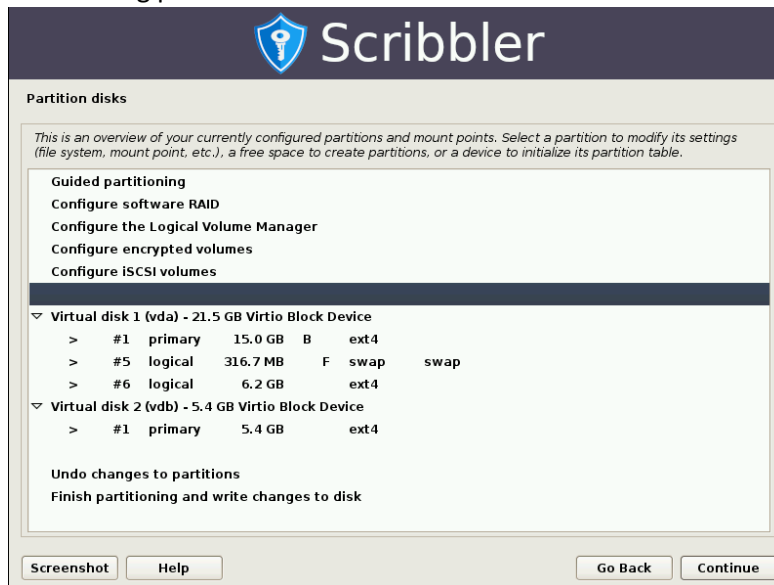 Scribbler
Partition disks
This is an overview of your currently configured partitions and mount points. Select a partition to modify its settings
(file system, mount point, etc.), a free space to create partitions, or a device to initialize its partition table.
Guided partitioning
Configure software RAID
Configure the Logical Volume Manager
Configure encrypted volumes
Configure iSCSI volumes
Virtual disk 1 (vda) - 21.5 GB Virtio Block Device
> #1 primary 15.0 GB B ext4
> #5 logical 316.7 MB F swap swap
> #6 logical 6.2 GB ext4
Virtual disk 2 (vdb) - 5.4 GB Virtio Block Device
> #1 primary 5.4 GB ext4
Undo changes to partitions
Finish partitioning and write changes to disk
Screenshot Help Go Back Continue